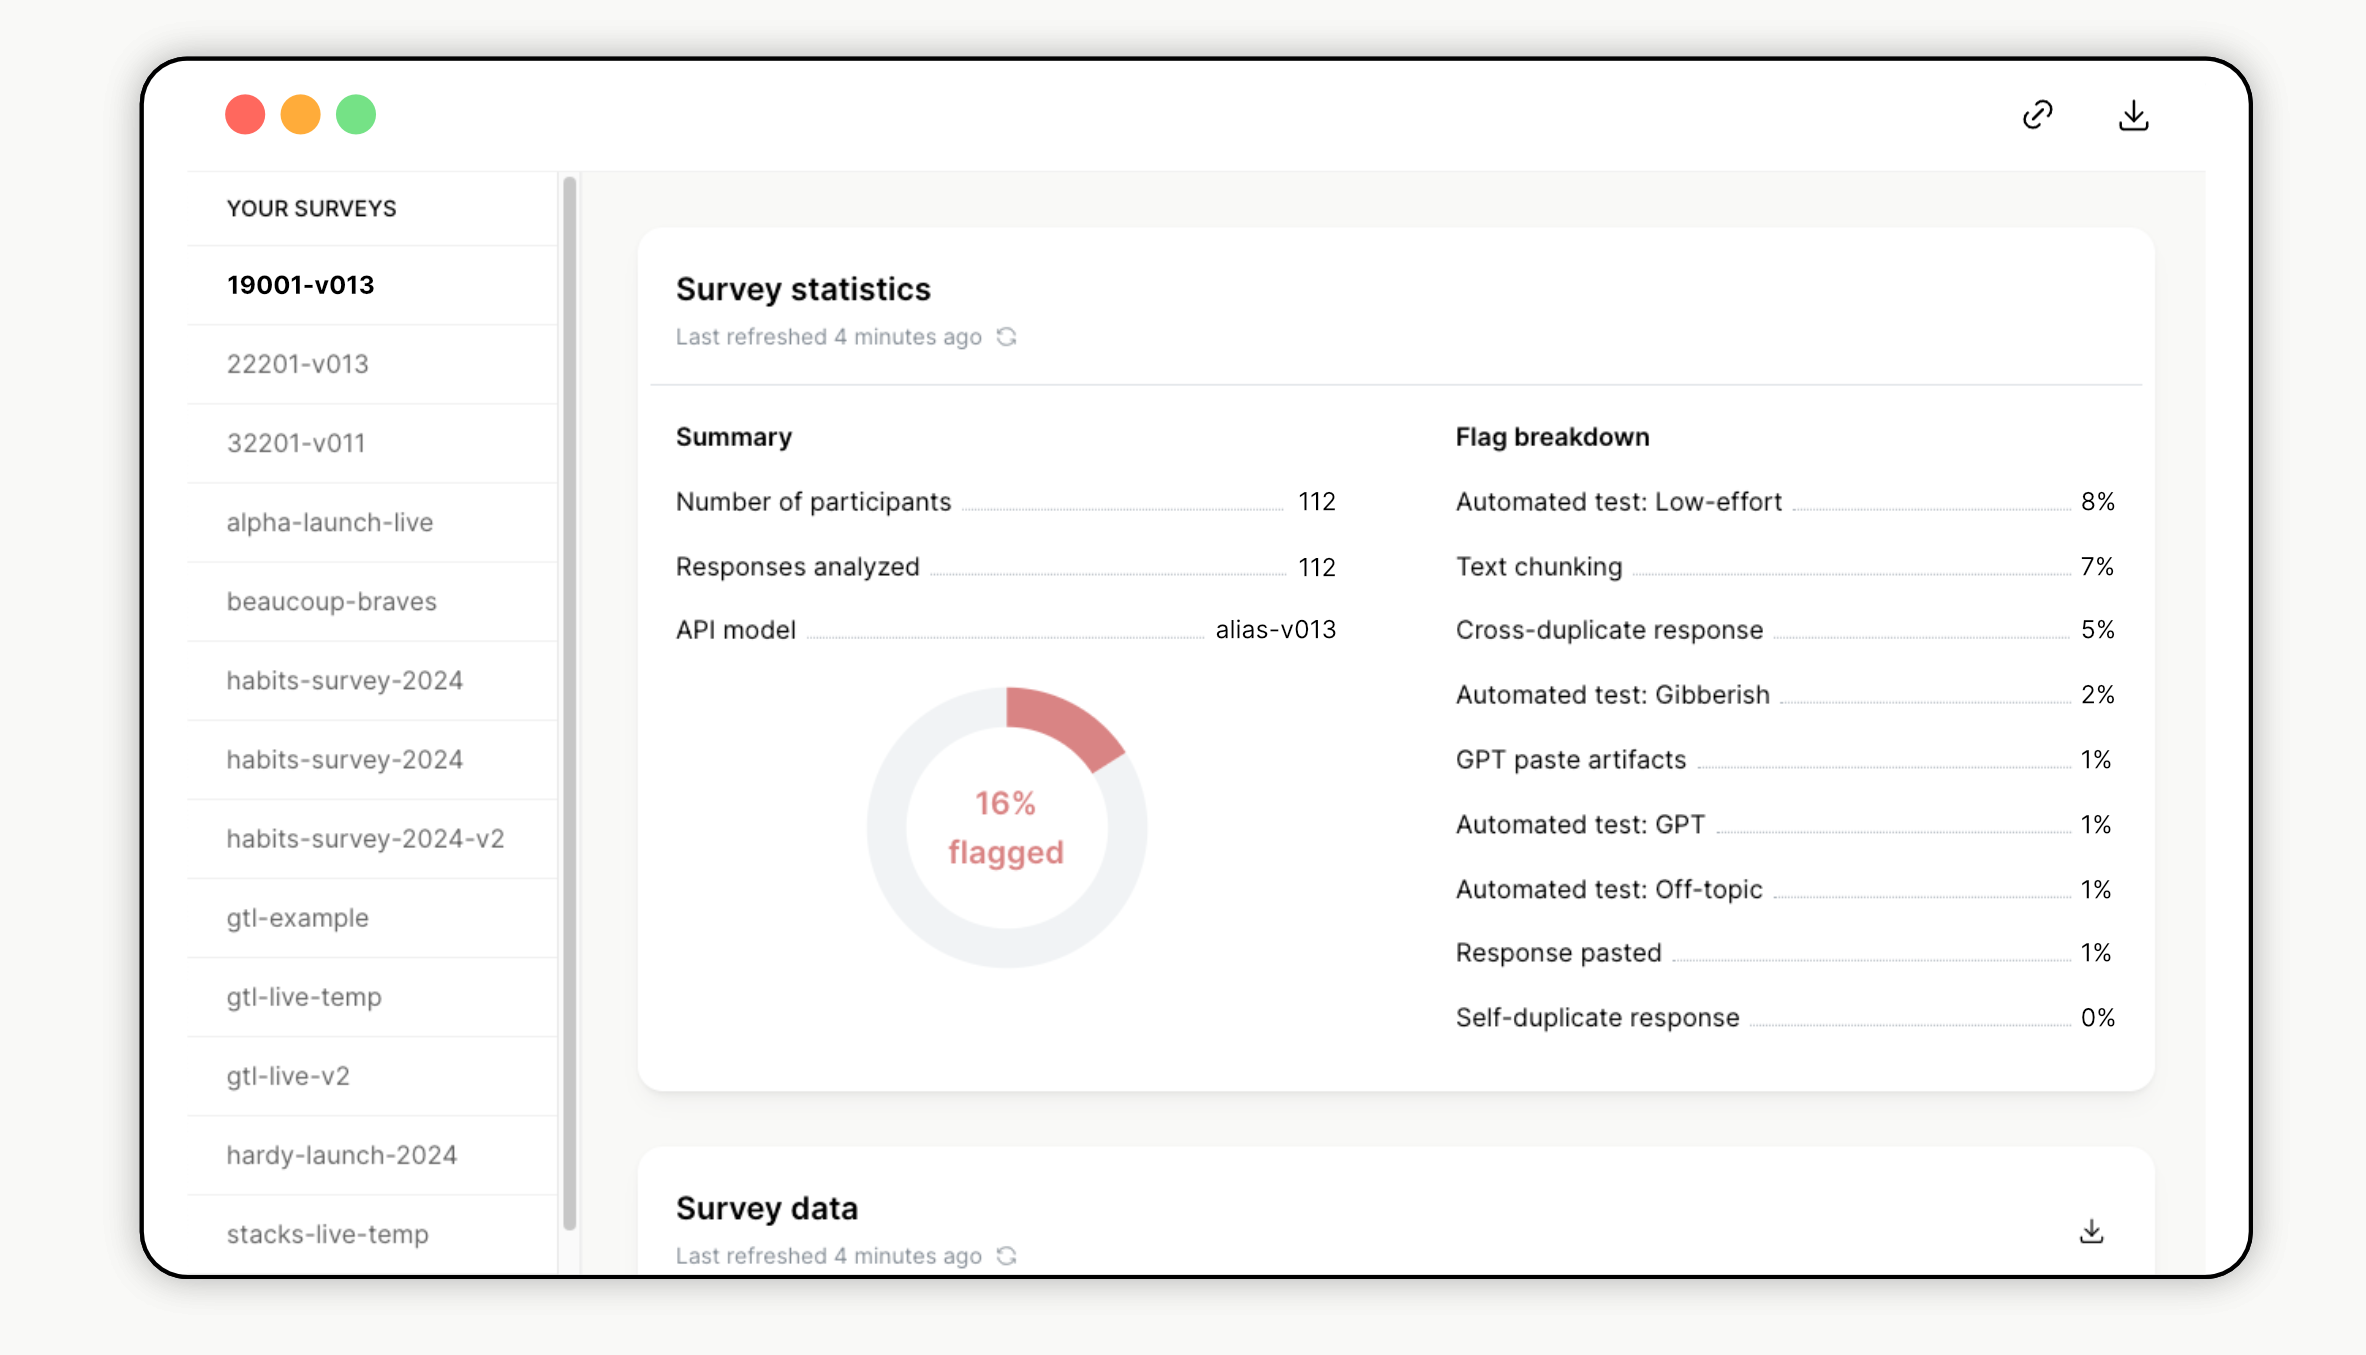 YOUR SURVEYS
19001-v013
22201-v013
32201-v011
alpha-launch-live
beaucoup-braves
habits-survey-2024
habits-survey-2024
habits-survey-2024-v2
gtl-example
gtl-live-temp
gtl-live-v2
hardy-launch-2024
stacks-live-temp
Survey statistics
Last refreshed 4 minutes ago
Summary
Number of participants 112
Responses analyzed 112
API model alias-v013
16%
flagged
Flag breakdown
Automated test: Low-effort 8%
Text chunking 7%
Cross-duplicate response 5%
Automated test: Gibberish 2%
GPT paste artifacts 1%
Automated test: GPT 1%
Automated test: Off-topic 1%
Response pasted 1%
Self-duplicate response 0%
Survey data
Last refreshed 4 minutes ago